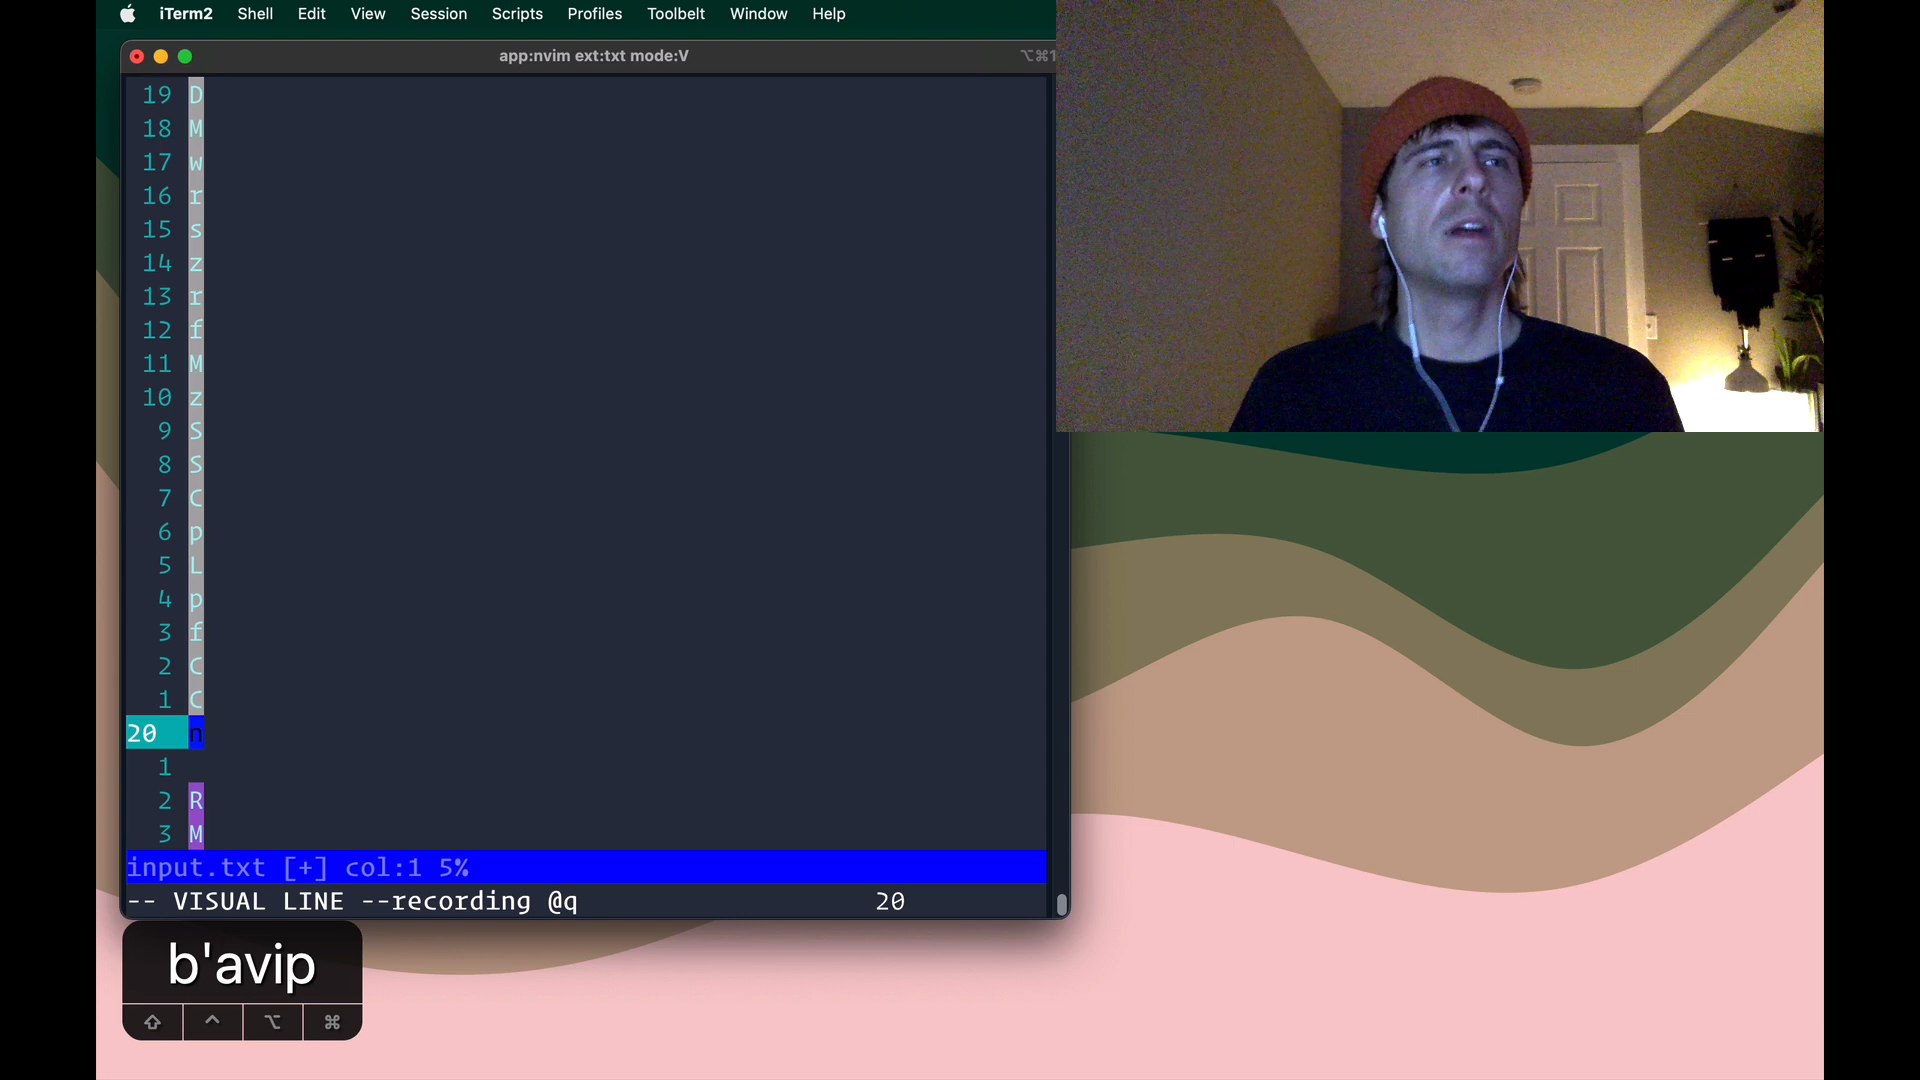 iTerm2 Shell Edit View Session Scripts Profiles Toolbelt Window Help
app:nvim ext:txt mode:V ⌥⌘1
19 D
18 M
17 w
16 r
15 s
14 z
13 r
12 f
11 M
10 z
9 S
8 S
7 C
6 p
5 L
4 p
3 f
2 C
1 C
20 n
1
2 R
3 M
input.txt [+] col:1 5%
-- VISUAL LINE --recording @q 20
b'avip
⇧ ^ ⌥ ⌘